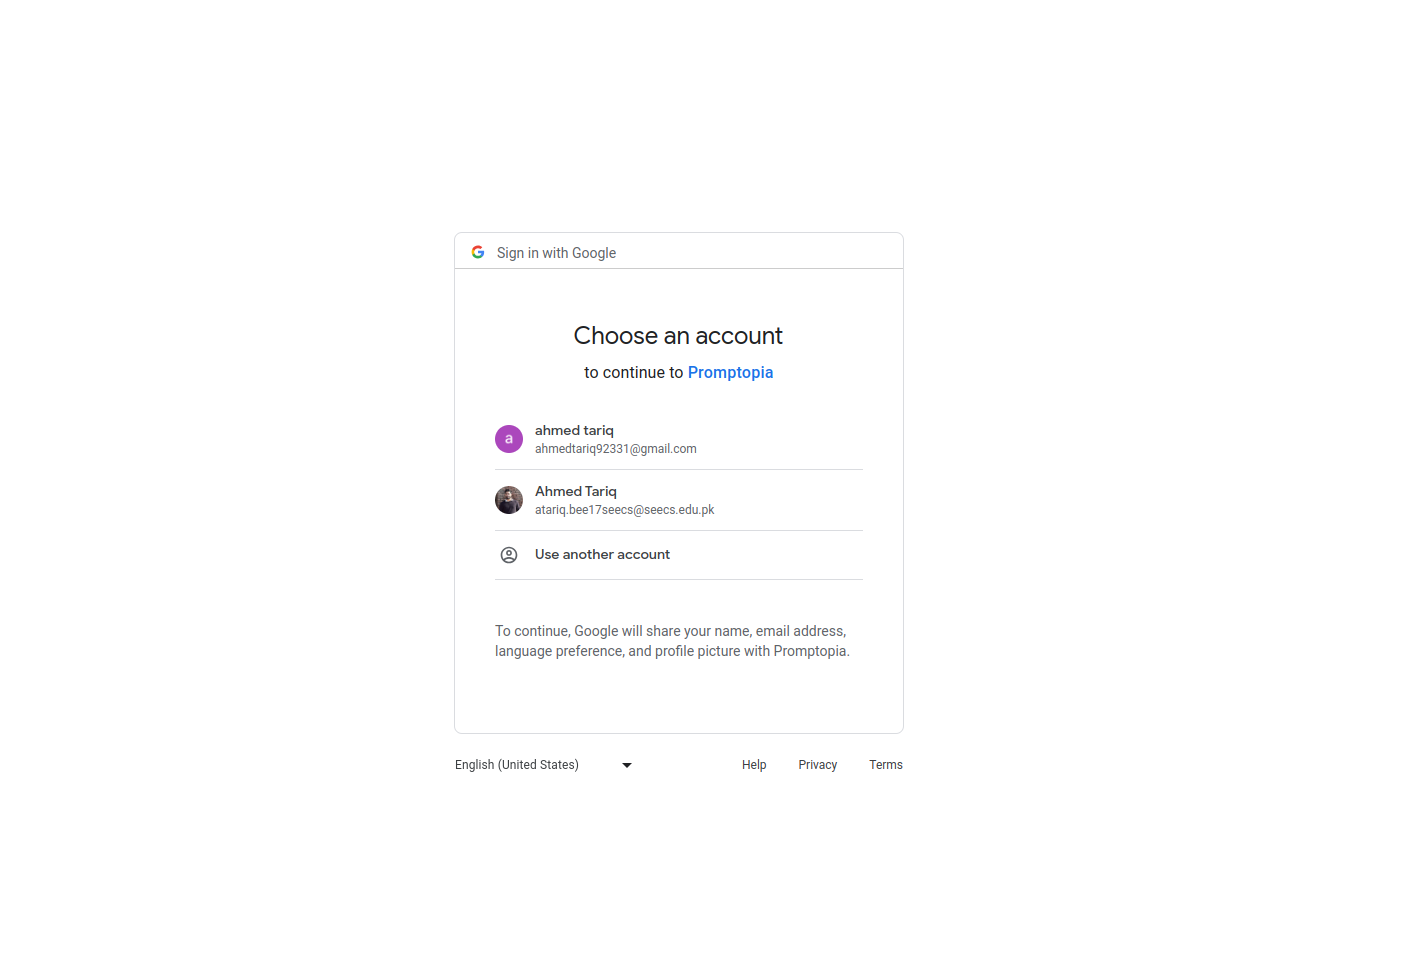 Sign in with Google
Choose an account
to continue to Promptopia
a
ahmed tariq
ahmedtariq92331@gmail.com
Ahmed Tariq
atariq.bee17seecs@seecs.edu.pk
Use another account
To continue, Google will share your name, email address,
language preference, and profile picture with Promptopia.
English (United States)
Help Privacy Terms